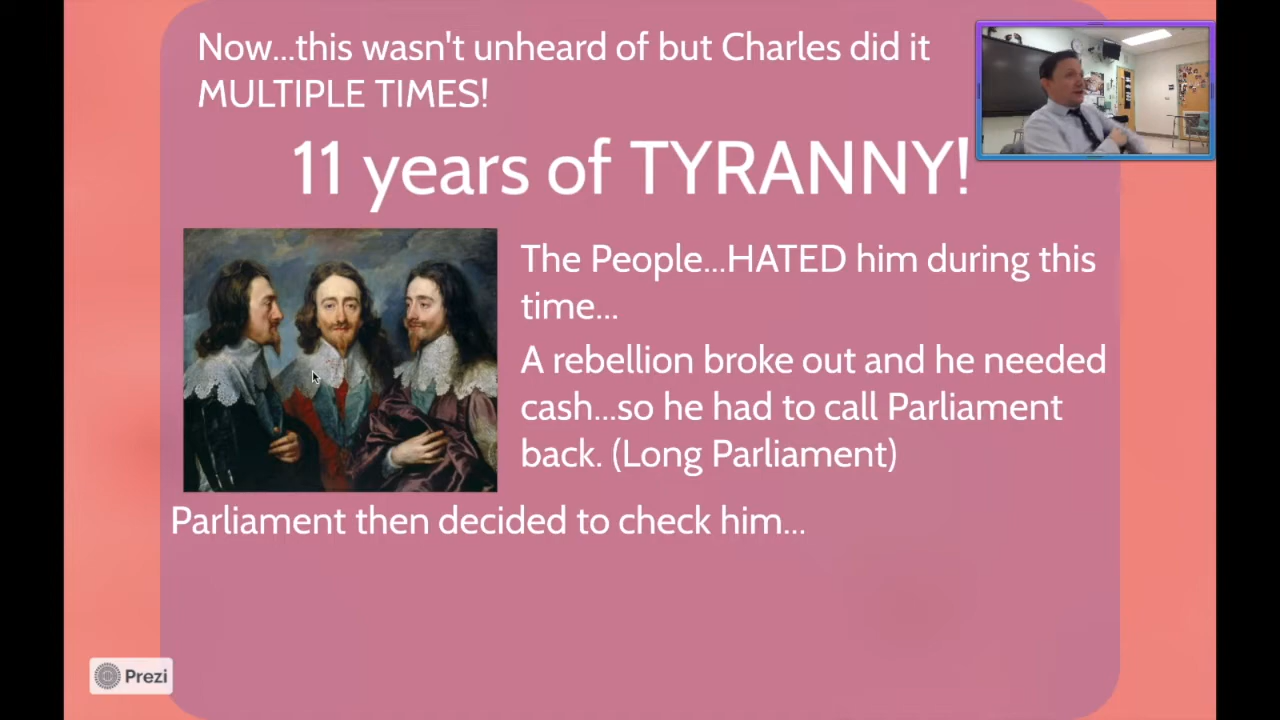 Now...this wasn't unheard of but Charles did it
MULTIPLE TIMES!
11 years of TYRANNY!
The People...HATED him during this
time...
A rebellion broke out and he needed
cash...so he had to call Parliament
back. (Long Parliament)
Parliament then decided to check him...
Prezi